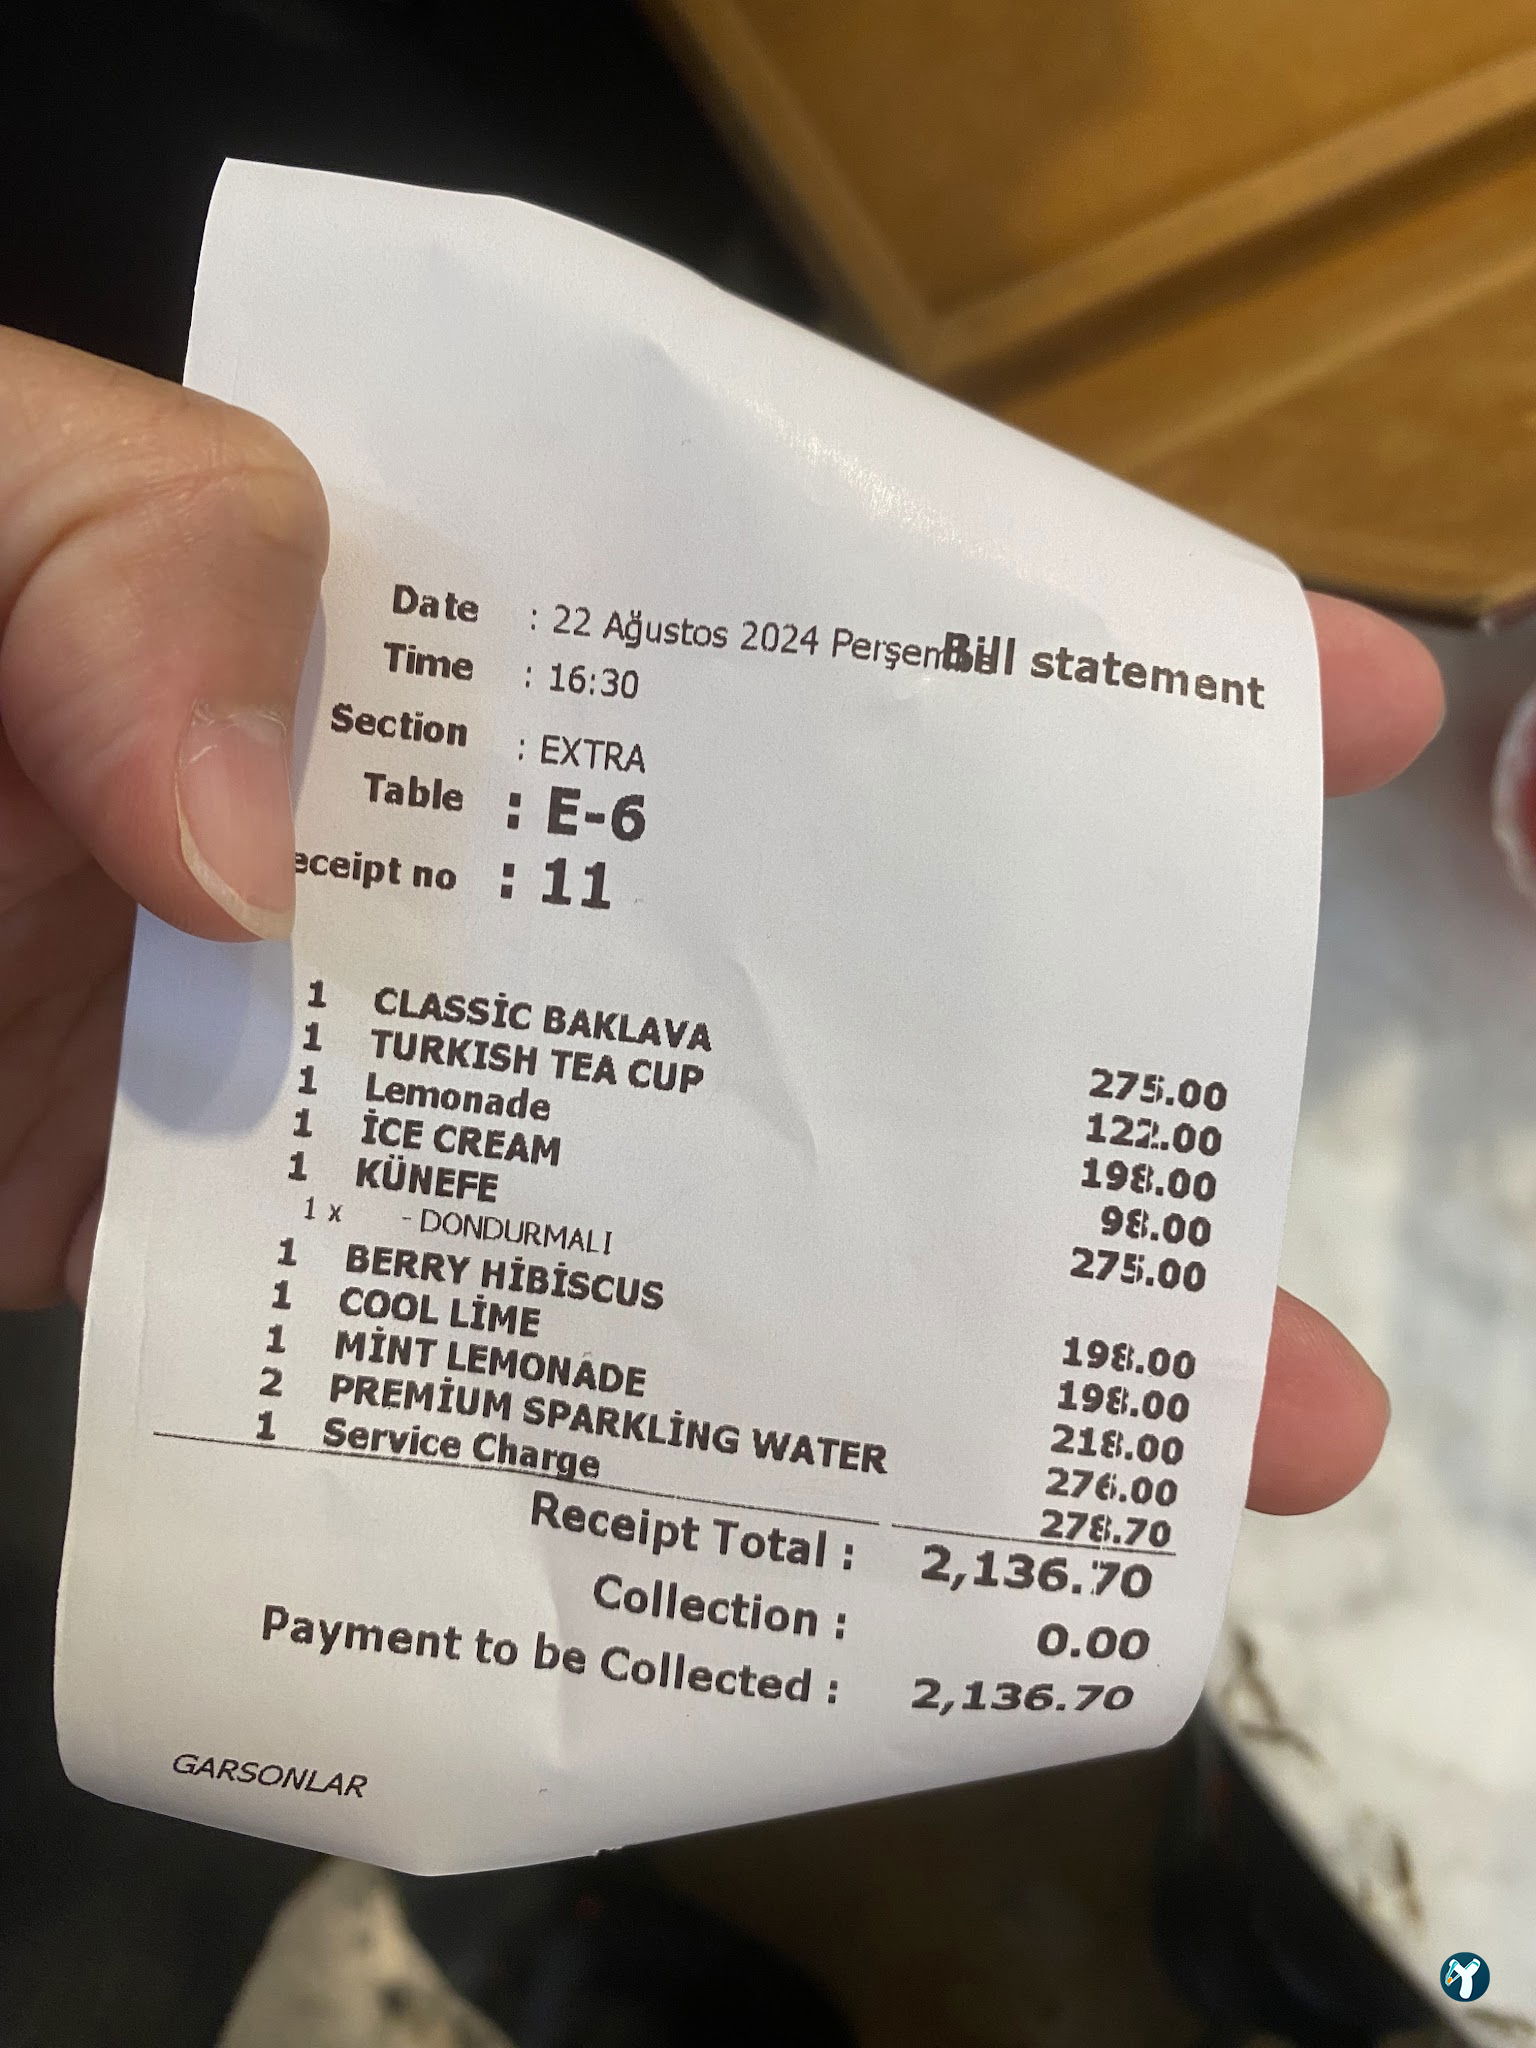 Bill statement
Date : 22 Ağustos 2024
Time : 16:30
Section : EXTRA
Table : E-6
eceipt no : 11
1 CLASSİC BAKLAVA 275.00
1 TURKISH TEA CUP 122.00
1 Lemonade 198.00
1 İCE CREAM 98.00
1 KÜNEFE 275.00
1 x - DONDURMALI
1 BERRY HİBİSCUS 198.00
1 COOL LİME 198.00
1 MİNT LEMONADE 218.00
2 PREMİUM SPARKLİNG WATER 276.00
1 Service Charge 278.70
Receipt Total : 2,136.70
Collection : 0.00
Payment to be Collected : 2,136.70
GARSONLAR